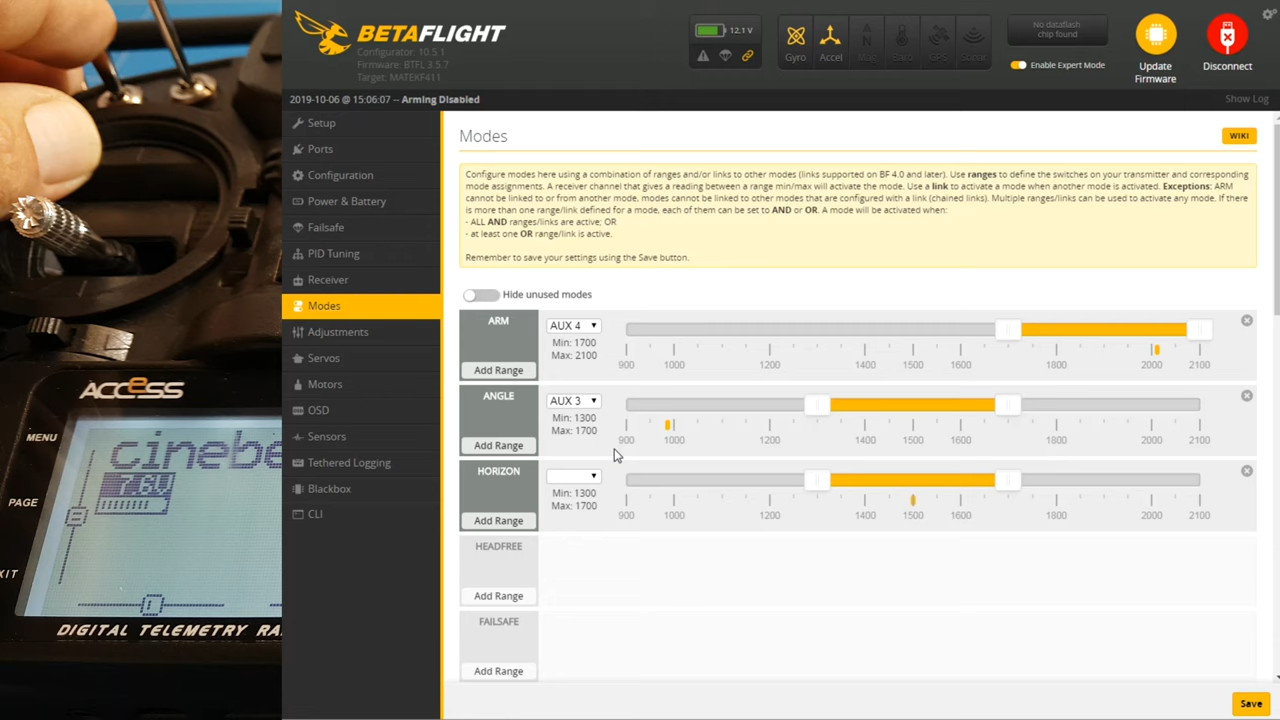 ACCESS
MENU
PAGE
XIT
cinebe
DIGITAL TELEMETRY RA
BETAFLIGHT
Configurator: 10.5.1
Firmware: BTFL 3.5.7
Target: MATEKF411
12.1 V
Gyro
Accel
Mag
Baro
GPS
Sonar
No dataflash
chip found
Enable Expert Mode
Update
Firmware
Disconnect
2019-10-06 @ 15:06:07 -- Arming Disabled
Show Log
Setup
Ports
Configuration
Power & Battery
Failsafe
PID Tuning
Receiver
Modes
Adjustments
Servos
Motors
OSD
Sensors
Tethered Logging
Blackbox
CLI
Modes
WIKI
Configure modes here using a combination of ranges and/or links to other modes (links supported on BF 4.0 and later). Use ranges to define the switches on your transmitter and corresponding
mode assignments. A receiver channel that gives a reading between a range min/max will activate the mode. Use a link to activate a mode when another mode is activated. Exceptions: ARM
cannot be linked to or from another mode, modes cannot be linked to other modes that are configured with a link (chained links). Multiple ranges/links can be used to activate any mode. If there
is more than one range/link defined for a mode, each of them can be set to AND or OR. A mode will be activated when:
- ALL AND ranges/links are active; OR
- at least one OR range/link is active.
Remember to save your settings using the Save button.
Hide unused modes
ARM
Add Range
AUX 4
Min: 1700
Max: 2100
900 1000 1200 1400 1500 1600 1800 2000 2100
ANGLE
Add Range
AUX 3
Min: 1300
Max: 1700
900 1000 1200 1400 1500 1600 1800 2000 2100
HORIZON
Add Range
Min: 1300
Max: 1700
900 1000 1200 1400 1500 1600 1800 2000 2100
HEADFREE
Add Range
FAILSAFE
Add Range
Save